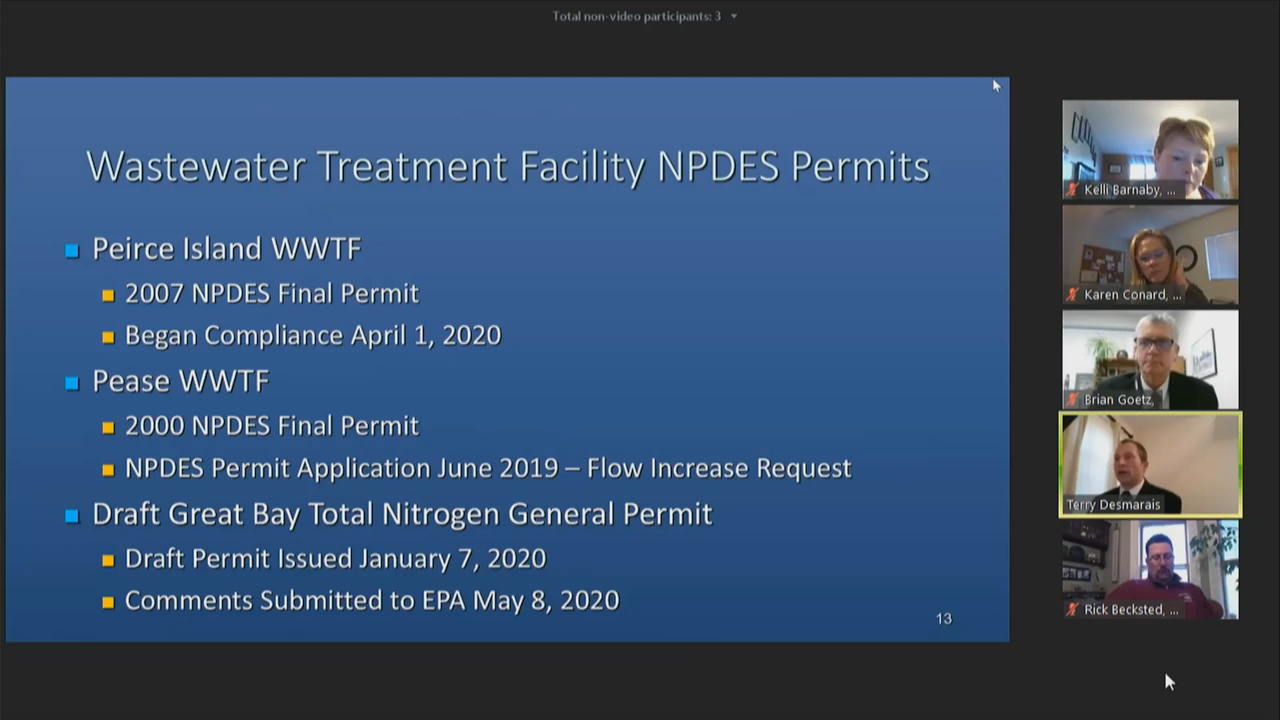 Total non-video participants: 3
Wastewater Treatment Facility NPDES Permits
Peirce Island WWTF
2007 NPDES Final Permit
Began Compliance April 1, 2020
Pease WWTF
2000 NPDES Final Permit
NPDES Permit Application June 2019 – Flow Increase Request
Draft Great Bay Total Nitrogen General Permit
Draft Permit Issued January 7, 2020
Comments Submitted to EPA May 8, 2020
13
Kelli Barnaby, ...
Karen Conard, ...
Brian Goetz,
Terry Desmarais
Rick Becksted, ...